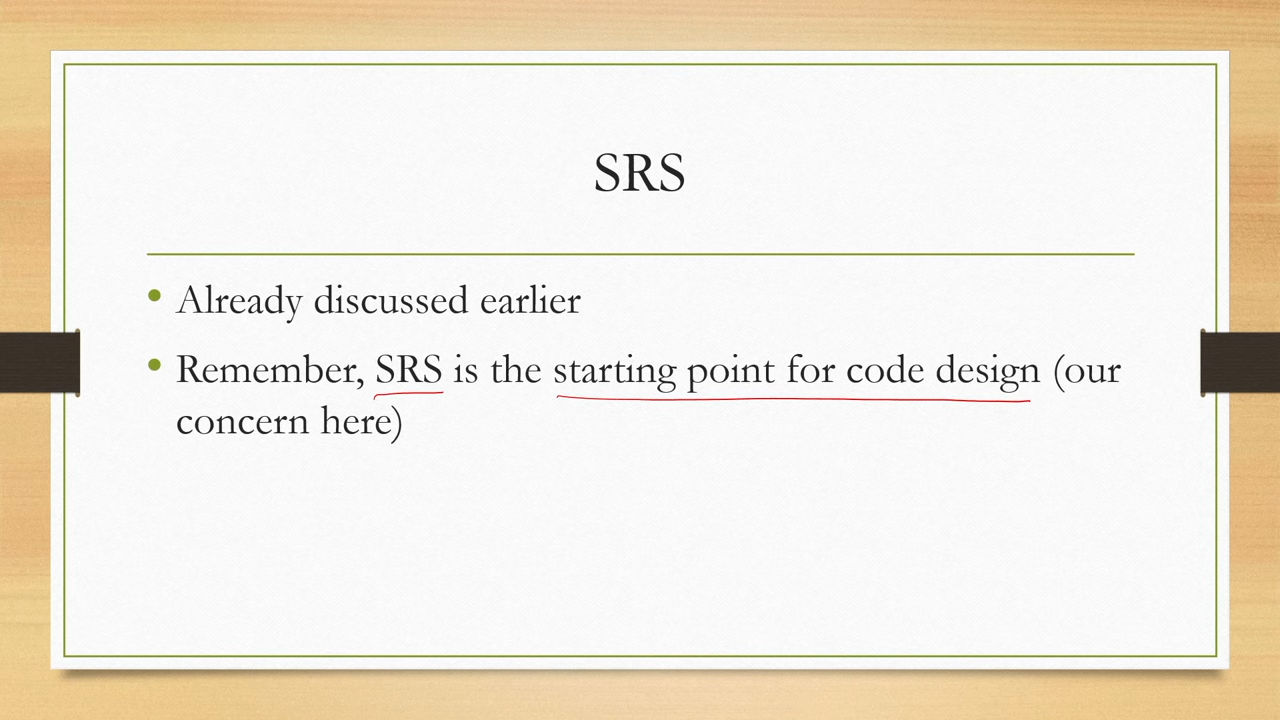 SRS
• Already discussed earlier
• Remember, SRS is the starting point for code design (our
concern here)